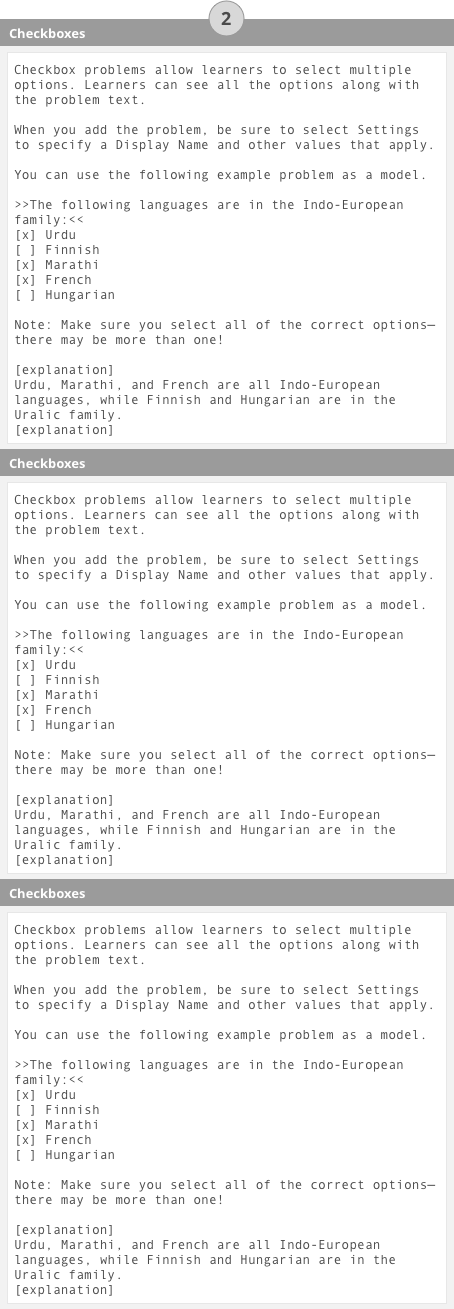 2
Checkboxes
Checkbox problems allow learners to select multiple
options. Learners can see all the options along with
the problem text.
When you add the problem, be sure to select Settings
to specify a Display Name and other values that apply.
You can use the following example problem as a model.
>>The following languages are in the Indo-European
family:<<
[x] Urdu
[ ] Finnish
[x] Marathi
[x] French
[ ] Hungarian
Note: Make sure you select all of the correct options—
there may be more than one!
[explanation]
Urdu, Marathi, and French are all Indo-European
languages, while Finnish and Hungarian are in the
Uralic family.
[explanation]
Checkboxes
Checkbox problems allow learners to select multiple
options. Learners can see all the options along with
the problem text.
When you add the problem, be sure to select Settings
to specify a Display Name and other values that apply.
You can use the following example problem as a model.
>>The following languages are in the Indo-European
family:<<
[x] Urdu
[ ] Finnish
[x] Marathi
[x] French
[ ] Hungarian
Note: Make sure you select all of the correct options—
there may be more than one!
[explanation]
Urdu, Marathi, and French are all Indo-European
languages, while Finnish and Hungarian are in the
Uralic family.
[explanation]
Checkboxes
Checkbox problems allow learners to select multiple
options. Learners can see all the options along with
the problem text.
When you add the problem, be sure to select Settings
to specify a Display Name and other values that apply.
You can use the following example problem as a model.
>>The following languages are in the Indo-European
family:<<
[x] Urdu
[ ] Finnish
[x] Marathi
[x] French
[ ] Hungarian
Note: Make sure you select all of the correct options—
there may be more than one!
[explanation]
Urdu, Marathi, and French are all Indo-European
languages, while Finnish and Hungarian are in the
Uralic family.
[explanation]